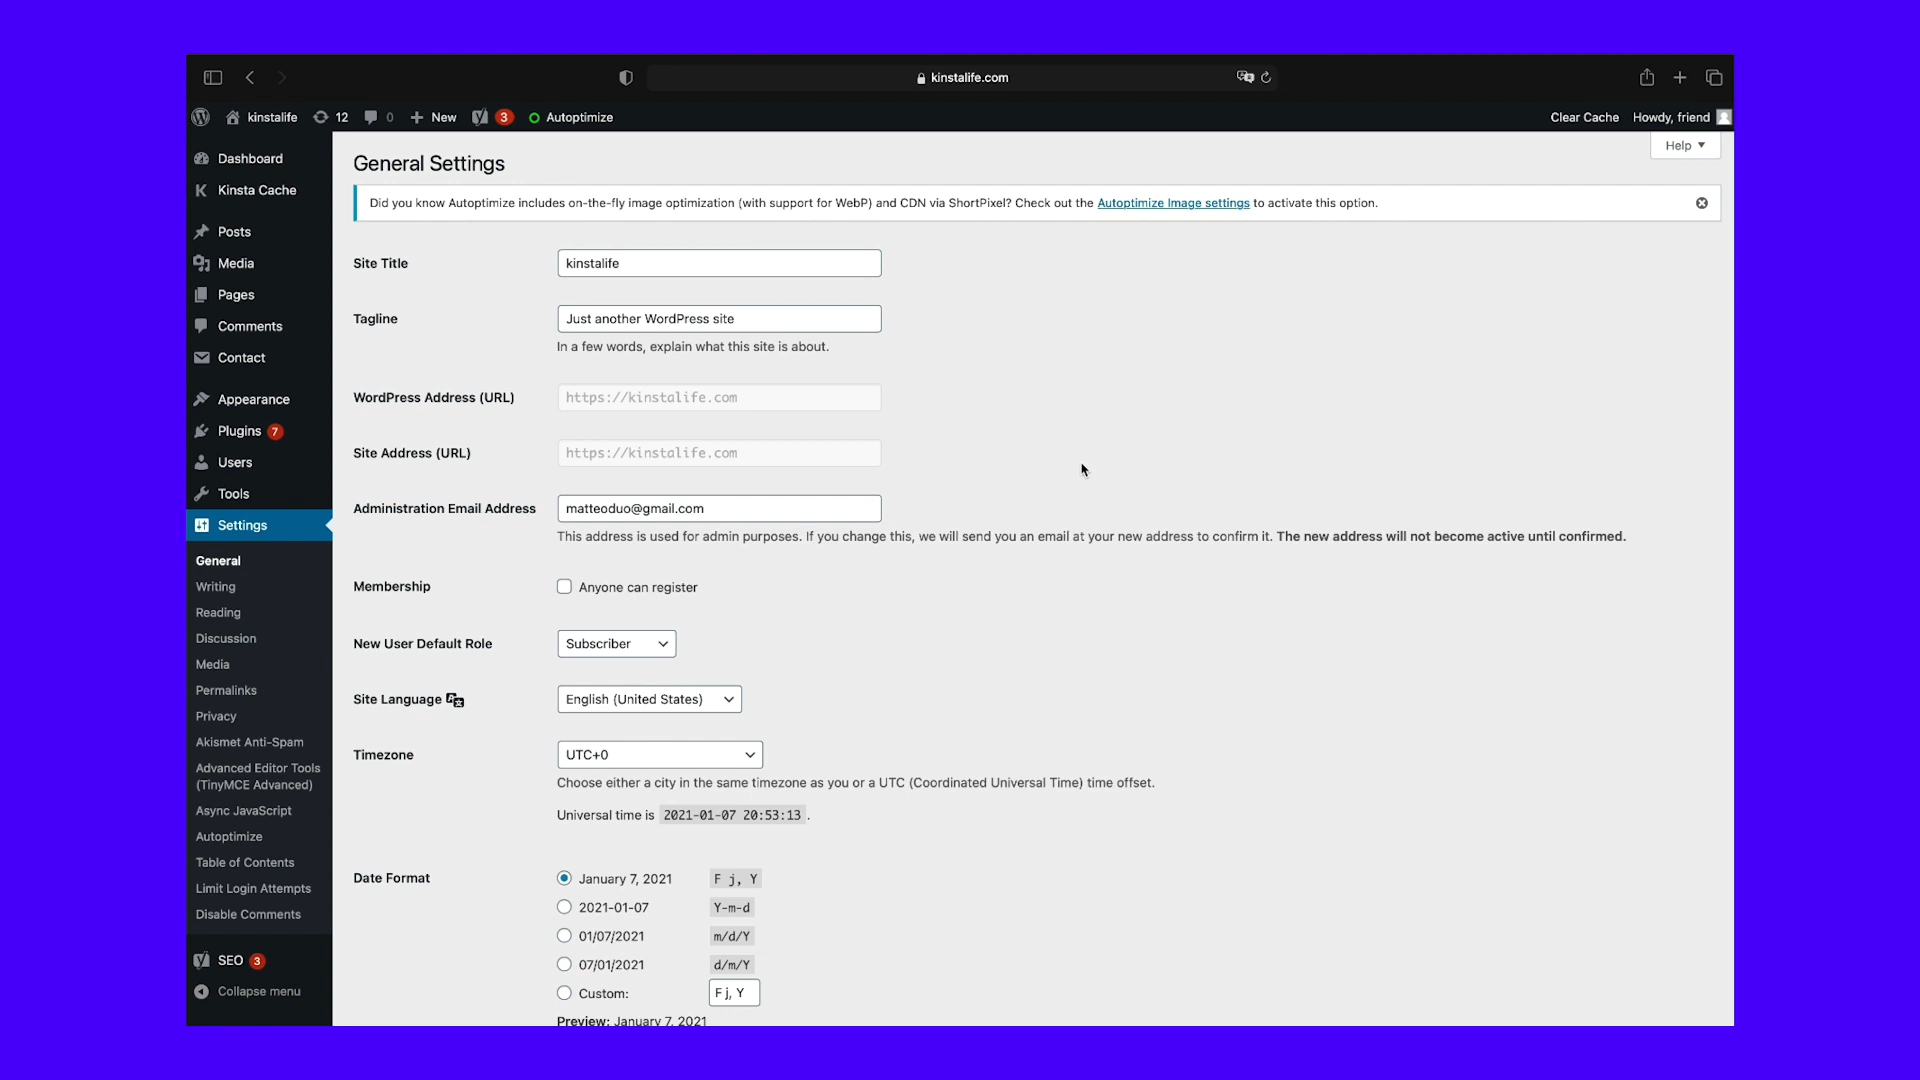 kinstalife.com
kinstalife 12 0 New 3 Autoptimize Clear Cache Howdy, friend
Dashboard
Kinsta Cache
Posts
Media
Pages
Comments
Contact
Appearance
Plugins 7
Users
Tools
Settings
General
Writing
Reading
Discussion
Media
Permalinks
Privacy
Akismet Anti-Spam
Advanced Editor Tools
(TinyMCE Advanced)
Async JavaScript
Autoptimize
Table of Contents
Limit Login Attempts
Disable Comments
SEO 3
Collapse menu
Help
General Settings
Did you know Autoptimize includes on-the-fly image optimization (with support for WebP) and CDN via ShortPixel? Check out the Autoptimize Image settings to activate this option.
Site Title kinstalife
Tagline Just another WordPress site
In a few words, explain what this site is about.
WordPress Address (URL) https://kinstalife.com
Site Address (URL) https://kinstalife.com
Administration Email Address matteoduo@gmail.com
This address is used for admin purposes. If you change this, we will send you an email at your new address to confirm it. The new address will not become active until confirmed.
Membership Anyone can register
New User Default Role Subscriber
Site Language English (United States)
Timezone UTC+0
Choose either a city in the same timezone as you or a UTC (Coordinated Universal Time) time offset.
Universal time is 2021-01-07 20:53:13 .
Date Format January 7, 2021 F j, Y
2021-01-07 Y-m-d
01/07/2021 m/d/Y
07/01/2021 d/m/Y
Custom: F j, Y
Preview: January 7, 2021